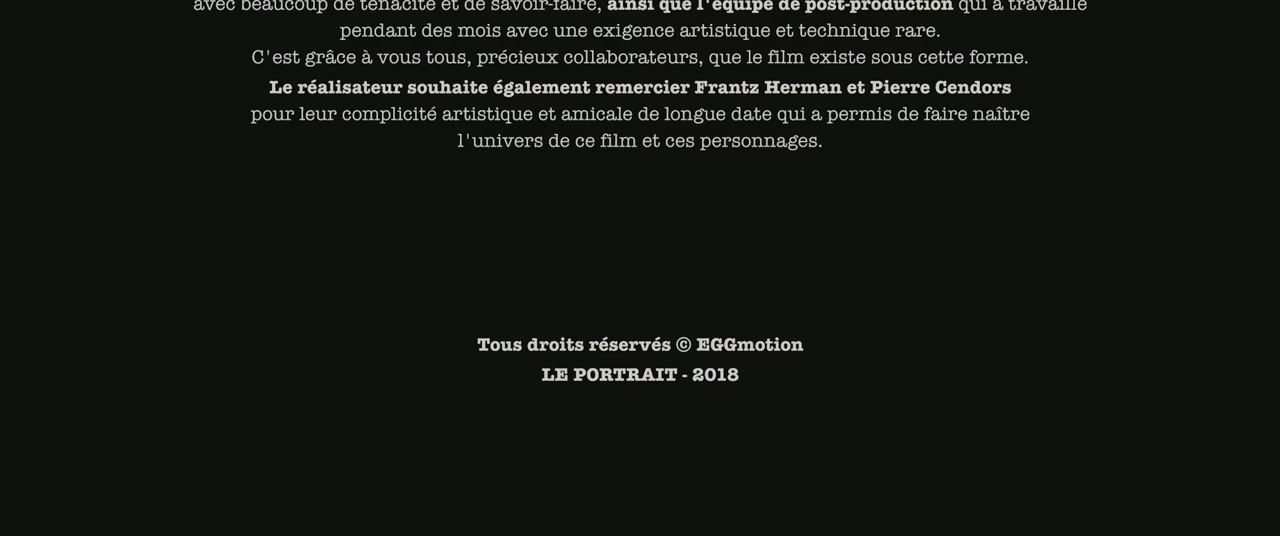 avec beaucoup de ténacité et de savoir-faire, ainsi que l'équipe de post-production qui a travaillé
pendant des mois avec une exigence artistique et technique rare.
C'est grâce à vous tous, précieux collaborateurs, que le film existe sous cette forme.
Le réalisateur souhaite également remercier Frantz Herman et Pierre Cendors
pour leur complicité artistique et amicale de longue date qui a permis de faire naître
l'univers de ce film et ces personnages.
Tous droits réservés © EGGmotion
LE PORTRAIT - 2018